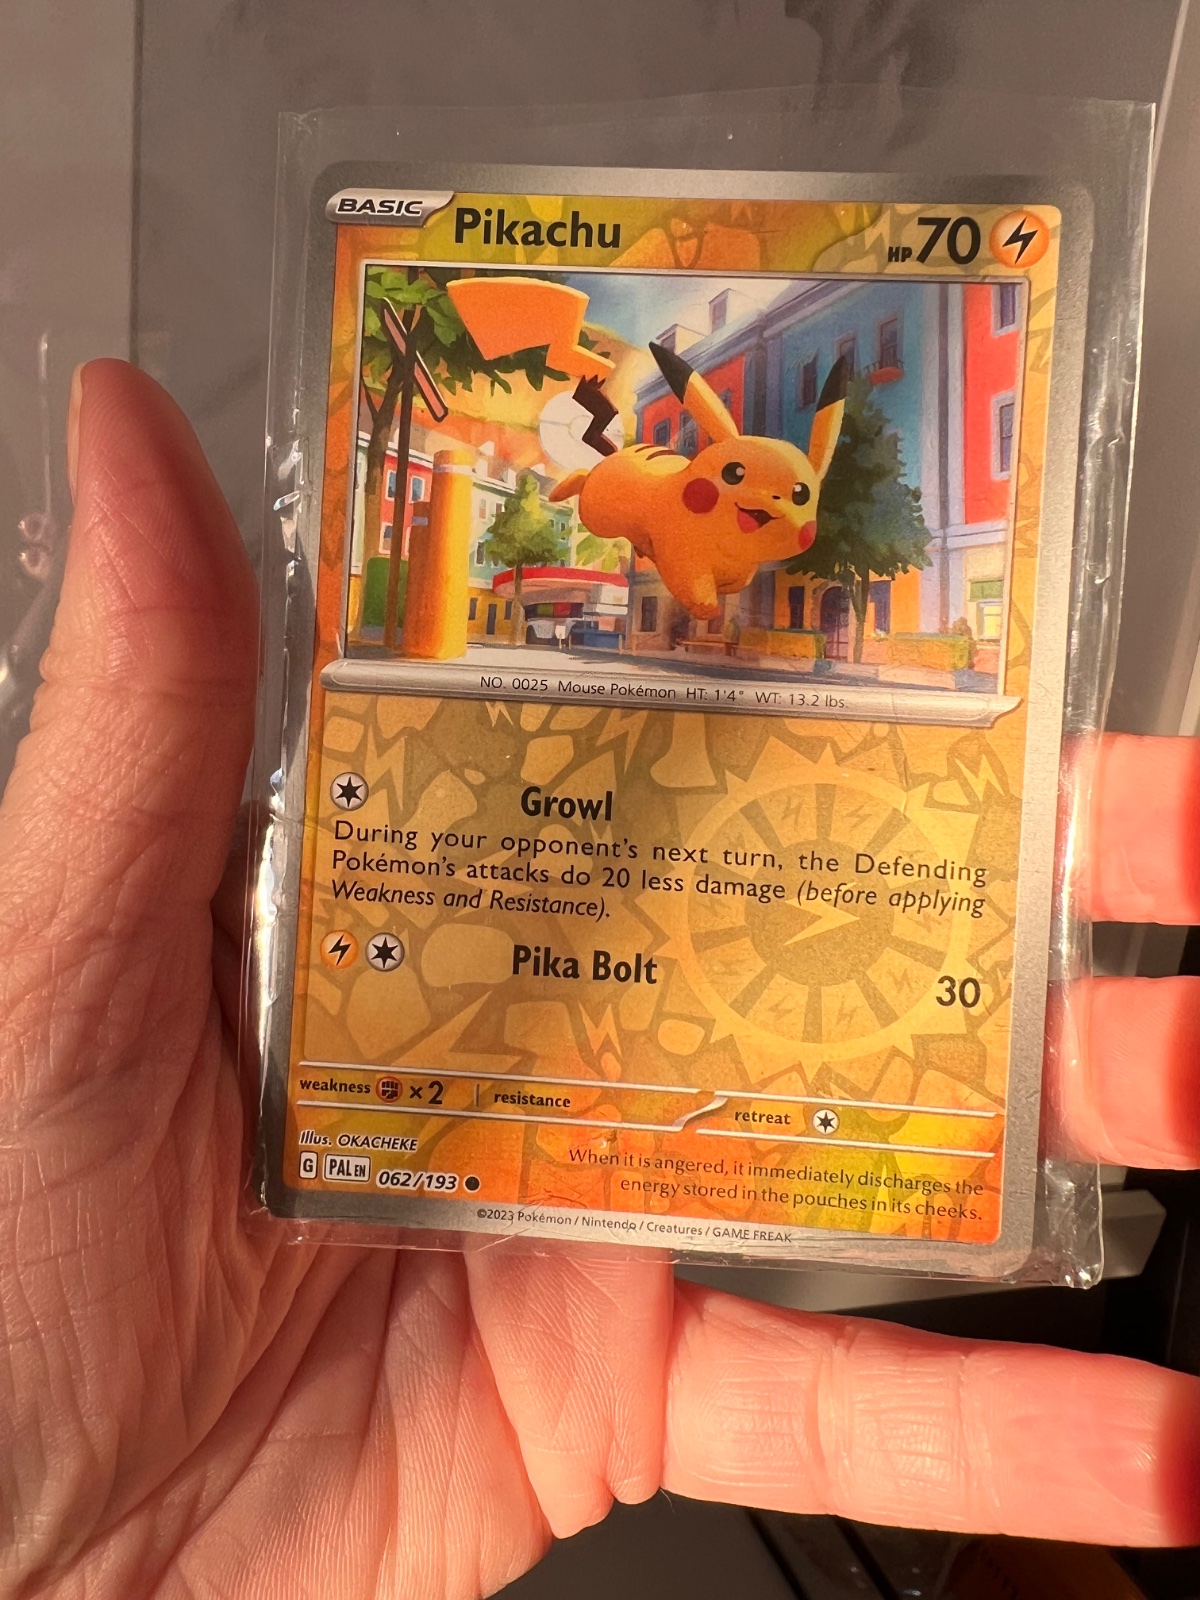 BASIC Pikachu HP 70
NO. 0025 Mouse Pokémon HT: 1'4" WT: 13.2 lbs.
Growl
During your opponent's next turn, the Defending
Pokémon's attacks do 20 less damage (before applying
Weakness and Resistance).
Pika Bolt 30
weakness ×2 resistance retreat
Illus. OKACHEKE
When it is angered, it immediately discharges the
energy stored in the pouches in its cheeks.
G PAL EN 062/193
©2023 Pokémon / Nintendo / Creatures / GAME FREAK